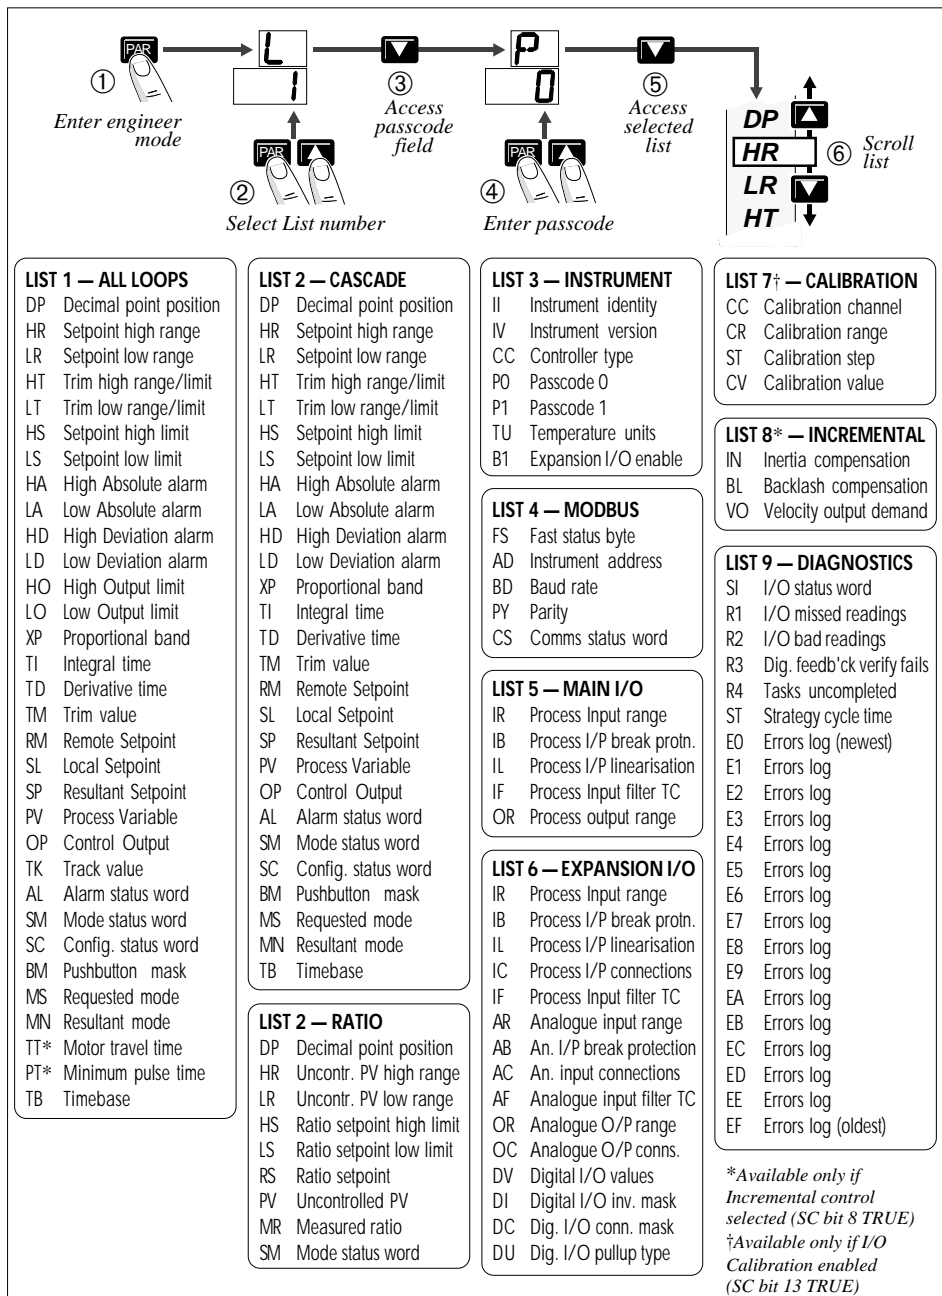 PAR
L
1
P
0
① Enter engineer mode
③ Access passcode field
⑤ Access selected list
PAR
② Select List number
PAR
④ Enter passcode
DP
HR
LR
HT
⑥ Scroll list
LIST 1 — ALL LOOPS
DP Decimal point position
HR Setpoint high range
LR Setpoint low range
HT Trim high range/limit
LT Trim low range/limit
HS Setpoint high limit
LS Setpoint low limit
HA High Absolute alarm
LA Low Absolute alarm
HD High Deviation alarm
LD Low Deviation alarm
HO High Output limit
LO Low Output limit
XP Proportional band
TI Integral time
TD Derivative time
TM Trim value
RM Remote Setpoint
SL Local Setpoint
SP Resultant Setpoint
PV Process Variable
OP Control Output
TK Track value
AL Alarm status word
SM Mode status word
SC Config. status word
BM Pushbutton mask
MS Requested mode
MN Resultant mode
TT* Motor travel time
PT* Minimum pulse time
TB Timebase
LIST 2 — CASCADE
DP Decimal point position
HR Setpoint high range
LR Setpoint low range
HT Trim high range/limit
LT Trim low range/limit
HS Setpoint high limit
LS Setpoint low limit
HA High Absolute alarm
LA Low Absolute alarm
HD High Deviation alarm
LD Low Deviation alarm
XP Proportional band
TI Integral time
TD Derivative time
TM Trim value
RM Remote Setpoint
SL Local Setpoint
SP Resultant Setpoint
PV Process Variable
OP Control Output
AL Alarm status word
SM Mode status word
SC Config. status word
BM Pushbutton mask
MS Requested mode
MN Resultant mode
TB Timebase
LIST 2 — RATIO
DP Decimal point position
HR Uncontr. PV high range
LR Uncontr. PV low range
HS Ratio setpoint high limit
LS Ratio setpoint low limit
RS Ratio setpoint
PV Uncontrolled PV
MR Measured ratio
SM Mode status word
LIST 3 — INSTRUMENT
II Instrument identity
IV Instrument version
CC Controller type
P0 Passcode 0
P1 Passcode 1
TU Temperature units
B1 Expansion I/O enable
LIST 4 — MODBUS
FS Fast status byte
AD Instrument address
BD Baud rate
PY Parity
CS Comms status word
LIST 5 — MAIN I/O
IR Process Input range
IB Process I/P break protn.
IL Process I/P linearisation
IF Process Input filter TC
OR Process output range
LIST 6 — EXPANSION I/O
IR Process Input range
IB Process I/P break protn.
IL Process I/P linearisation
IC Process I/P connections
IF Process Input filter TC
AR Analogue input range
AB An. I/P break protection
AC An. input connections
AF Analogue input filter TC
OR Analogue O/P range
OC Analogue O/P conns.
DV Digital I/O values
DI Digital I/O inv. mask
DC Dig. I/O conn. mask
DU Dig. I/O pullup type
LIST 7† — CALIBRATION
CC Calibration channel
CR Calibration range
ST Calibration step
CV Calibration value
LIST 8* — INCREMENTAL
IN Inertia compensation
BL Backlash compensation
VO Velocity output demand
LIST 9 — DIAGNOSTICS
SI I/O status word
R1 I/O missed readings
R2 I/O bad readings
R3 Dig. feedb'ck verify fails
R4 Tasks uncompleted
ST Strategy cycle time
E0 Errors log (newest)
E1 Errors log
E2 Errors log
E3 Errors log
E4 Errors log
E5 Errors log
E6 Errors log
E7 Errors log
E8 Errors log
E9 Errors log
EA Errors log
EB Errors log
EC Errors log
ED Errors log
EE Errors log
EF Errors log (oldest)
*Available only if
Incremental control
selected (SC bit 8 TRUE)
†Available only if I/O
Calibration enabled
(SC bit 13 TRUE)